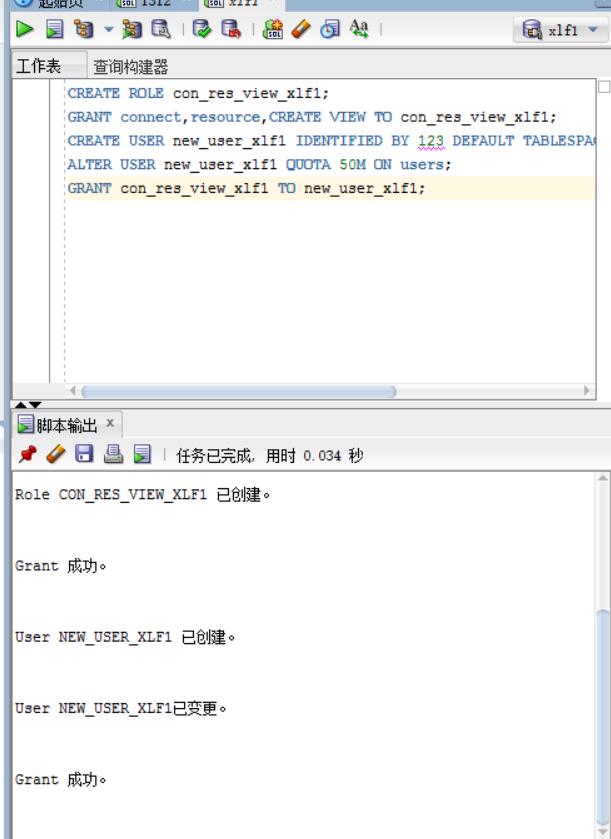 起始页
1312
xlf1
xlf1
工作表 查询构建器
CREATE ROLE con_res_view_xlf1;
GRANT connect,resource,CREATE VIEW TO con_res_view_xlf1;
CREATE USER new_user_xlf1 IDENTIFIED BY 123 DEFAULT TABLESPA
ALTER USER new_user_xlf1 QUOTA 50M ON users;
GRANT con_res_view_xlf1 TO new_user_xlf1;
脚本输出 ×
任务已完成, 用时 0.034 秒
Role CON_RES_VIEW_XLF1 已创建。
Grant 成功。
User NEW_USER_XLF1 已创建。
User NEW_USER_XLF1已变更。
Grant 成功。